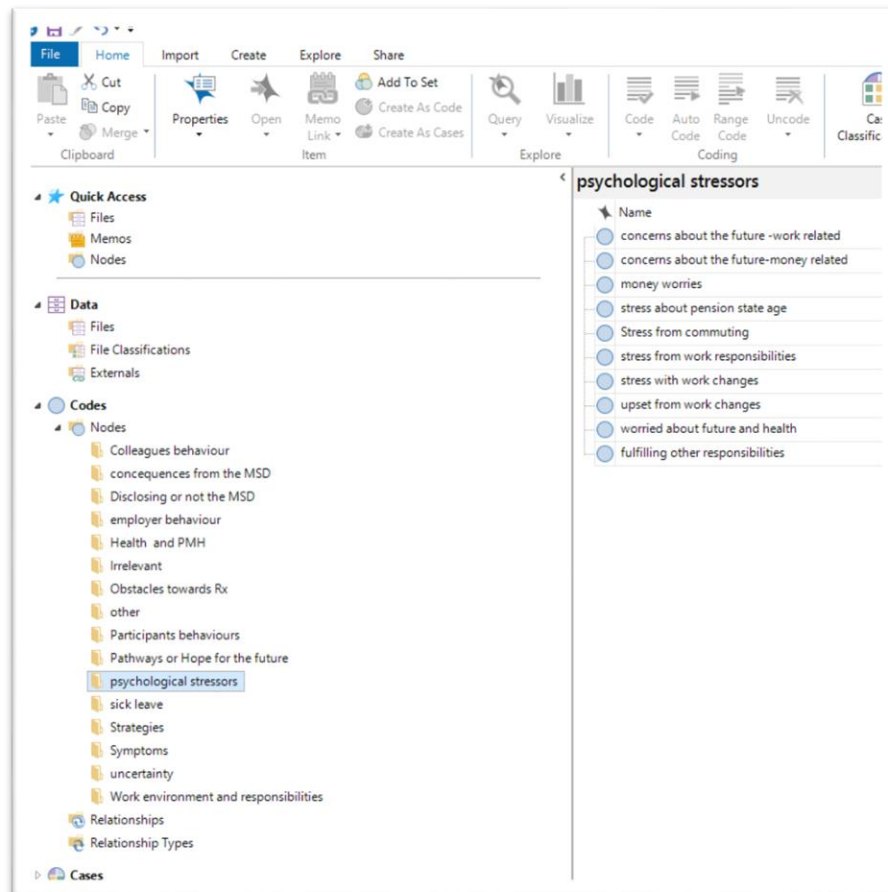 File Home Import Create Explore Share
Cut
Copy
Merge
Paste
Clipboard
Properties
Open
Memo
Link
Add To Set
Create As Code
Create As Cases
Item
Query
Visualize
Explore
Code
Auto
Code
Range
Code
Uncode
Coding
Cas
Classific
Quick Access
Files
Memos
Nodes
Data
Files
File Classifications
Externals
Codes
Nodes
Colleagues behaviour
concequences from the MSD
Disclosing or not the MSD
employer behaviour
Health and PMH
Irrelevant
Obstacles towards Rx
other
Participants behaviours
Pathways or Hope for the future
psychological stressors
sick leave
Strategies
Symptoms
uncertainty
Work environment and responsibilities
Relationships
Relationship Types
Cases
psychological stressors
Name
concerns about the future -work related
concerns about the future-money related
money worries
stress about pension state age
Stress from commuting
stress from work responsibilities
stress with work changes
upset from work changes
worried about future and health
fulfilling other responsibilities